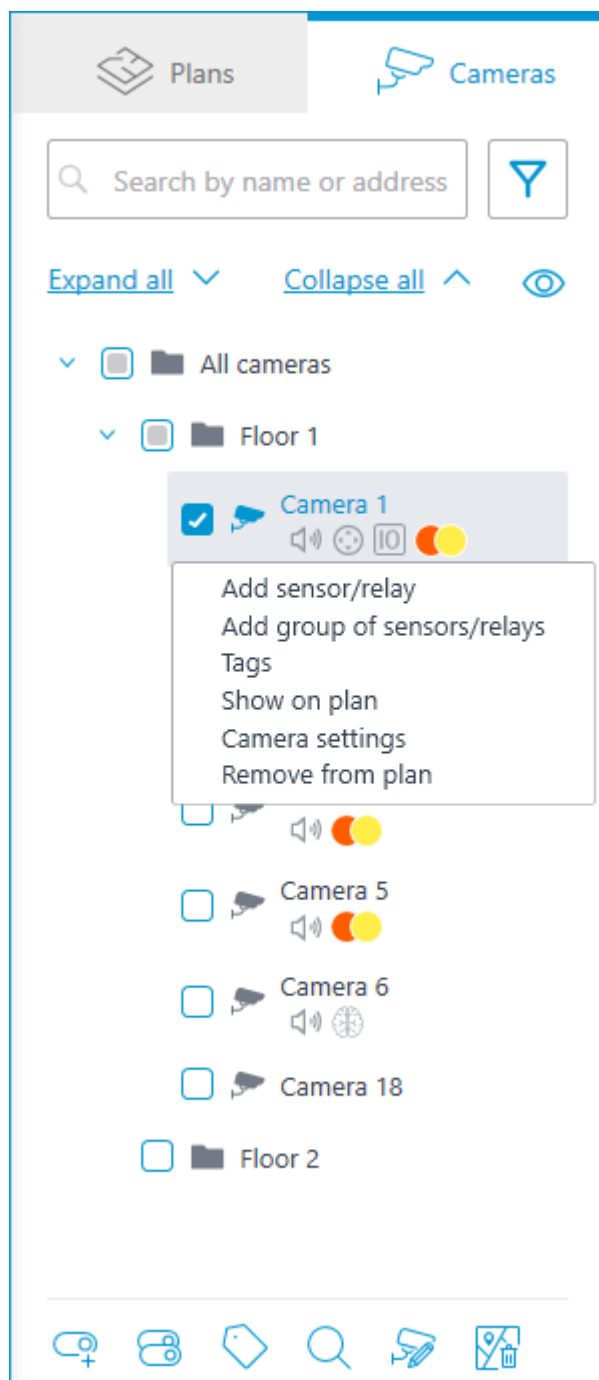 Plans
Cameras
Search by name or address
Expand all
Collapse all
All cameras
Floor 1
Camera 1
IO
Add sensor/relay
Add group of sensors/relays
Tags
Show on plan
Camera settings
Remove from plan
Camera 5
Camera 6
Camera 18
Floor 2